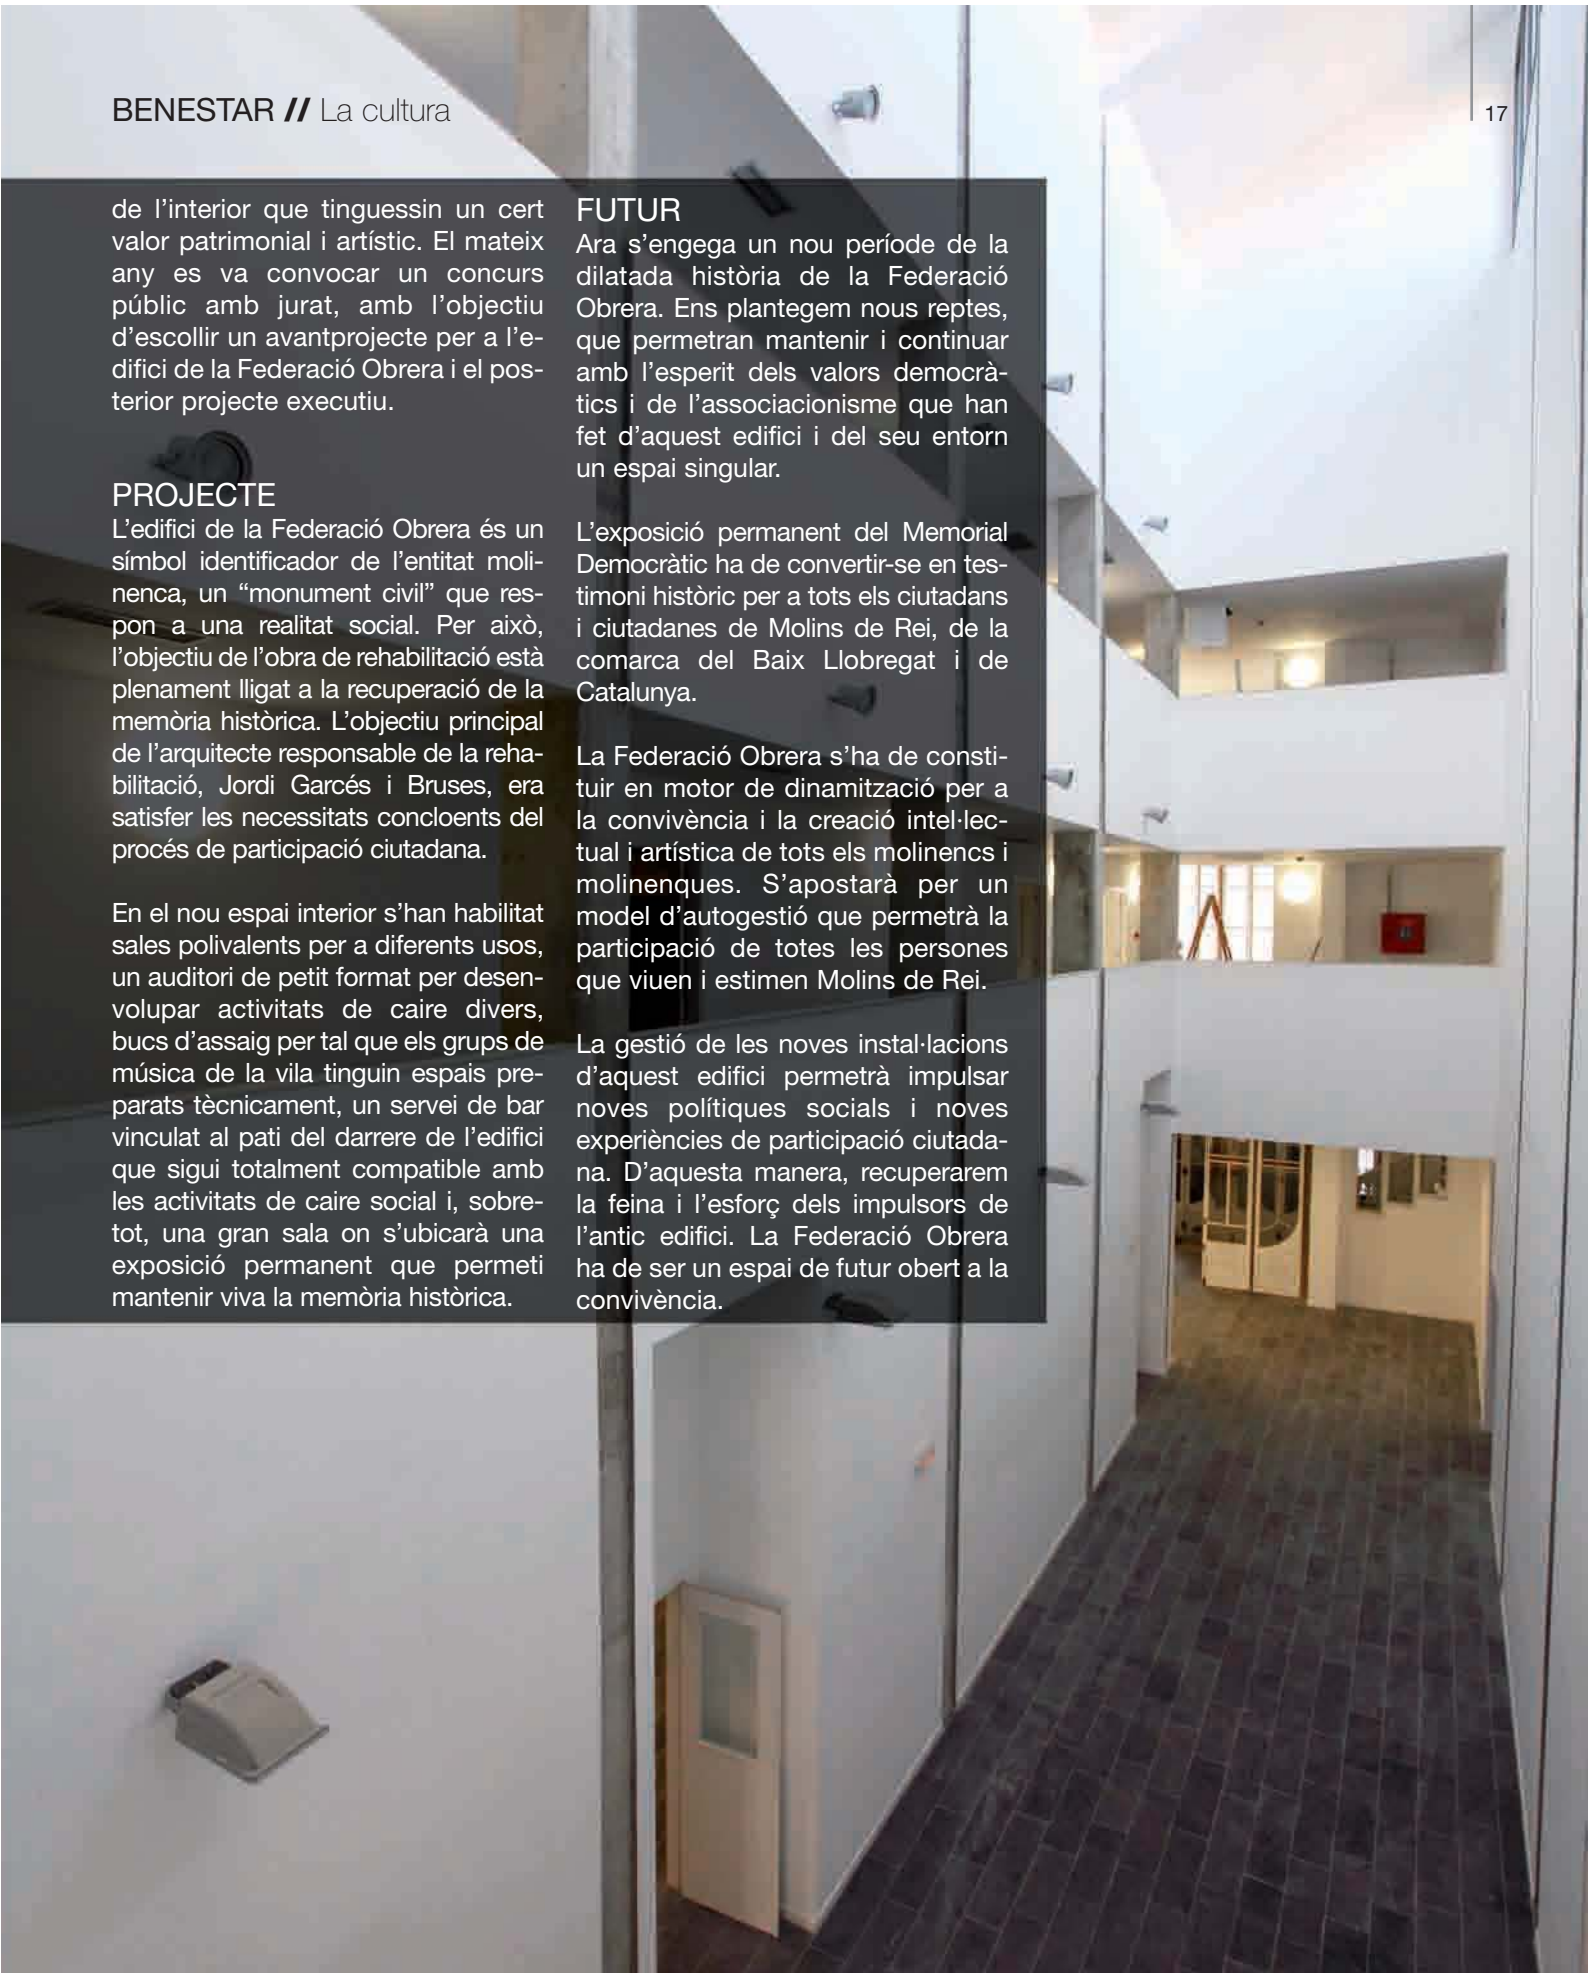 BENESTAR // La cultura
17
de l'interior que tinguessin un cert
valor patrimonial i artístic. El mateix
any es va convocar un concurs
públic amb jurat, amb l'objectiu
d'escollir un avantprojecte per a l'e-
difici de la Federació Obrera i el pos-
terior projecte executiu.
PROJECTE
L'edifici de la Federació Obrera és un
símbol identificador de l'entitat moli-
nenca, un “monument civil” que res-
pon a una realitat social. Per això,
l'objectiu de l'obra de rehabilitació està
plenament lligat a la recuperació de la
memòria històrica. L'objectiu principal
de l'arquitecte responsable de la reha-
bilitació, Jordi Garcés i Bruses, era
satisfer les necessitats concloents del
procés de participació ciutadana.
En el nou espai interior s'han habilitat
sales polivalents per a diferents usos,
un auditori de petit format per desen-
volupar activitats de caire divers,
bucs d'assaig per tal que els grups de
música de la vila tinguin espais pre-
parats tècnicament, un servei de bar
vinculat al pati del darrere de l'edifici
que sigui totalment compatible amb
les activitats de caire social i, sobre-
tot, una gran sala on s'ubicarà una
exposició permanent que permeti
mantenir viva la memòria històrica.
FUTUR
Ara s'engega un nou període de la
dilatada història de la Federació
Obrera. Ens plantegem nous reptes,
que permetran mantenir i continuar
amb l'esperit dels valors democrà-
tics i de l'associacionisme que han
fet d'aquest edifici i del seu entorn
un espai singular.
L'exposició permanent del Memorial
Democràtic ha de convertir-se en tes-
timoni històric per a tots els ciutadans
i ciutadanes de Molins de Rei, de la
comarca del Baix Llobregat i de
Catalunya.
La Federació Obrera s'ha de consti-
tuir en motor de dinamització per a
la convivència i la creació intel·lec-
tual i artística de tots els molinencs i
molinenques. S'apostarà per un
model d'autogestió que permetrà la
participació de totes les persones
que viuen i estimen Molins de Rei.
La gestió de les noves instal·lacions
d'aquest edifici permetrà impulsar
noves polítiques socials i noves
experiències de participació ciutada-
na. D'aquesta manera, recuperarem
la feina i l'esforç dels impulsors de
l'antic edifici. La Federació Obrera
ha de ser un espai de futur obert a la
convivència.